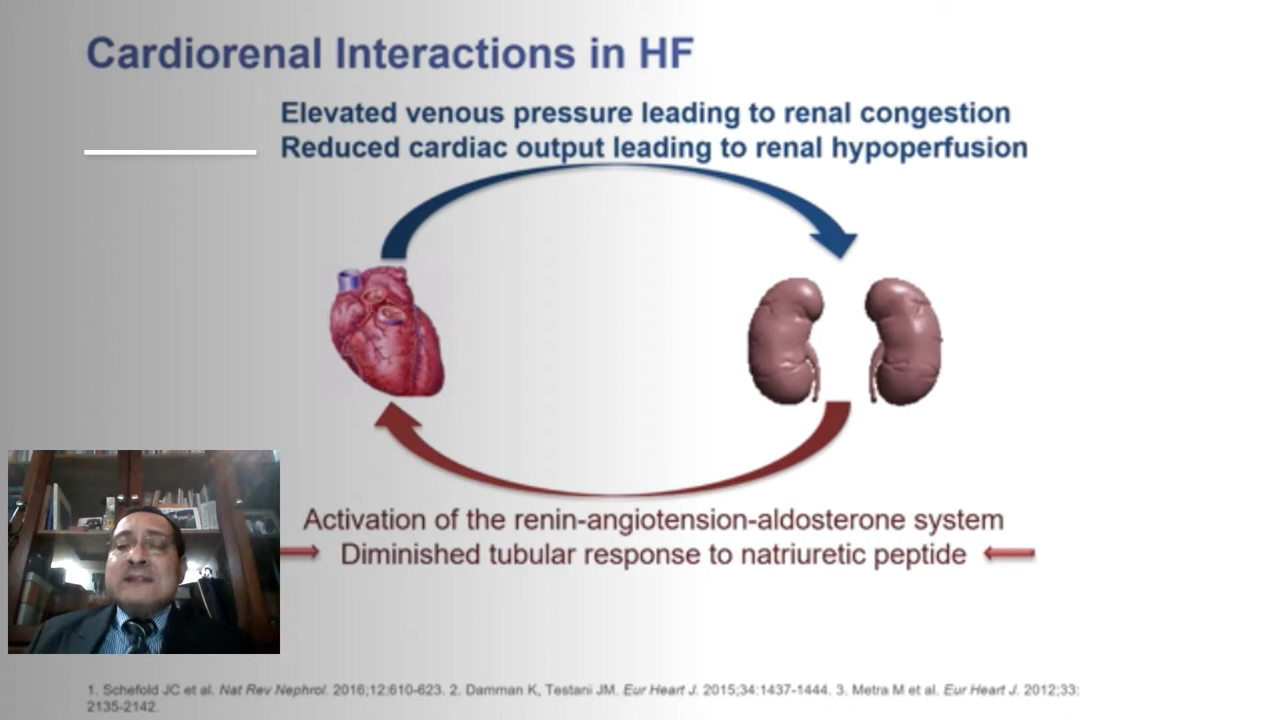 Cardiorenal Interactions in HF
Elevated venous pressure leading to renal congestion
Reduced cardiac output leading to renal hypoperfusion
Activation of the renin-angiotension-aldosterone system
Diminished tubular response to natriuretic peptide
1. Schefold JC et al. Nat Rev Nephrol. 2016;12:610-623. 2. Damman K, Testani JM. Eur Heart J. 2015;34:1437-1444. 3. Metra M et al. Eur Heart J. 2012;33:
2135-2142.